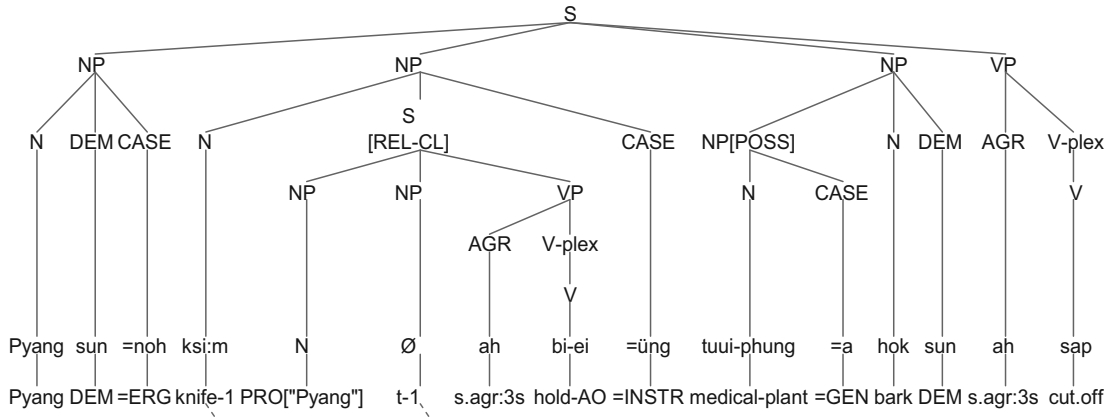 S
NP NP NP VP
S
N DEM CASE N [REL-CL] CASE NP[POSS] N DEM AGR V-plex
NP NP VP N CASE V
AGR V-plex
V
Pyang sun =noh ksi:m N Ø ah bi-ei =üng tuui-phung =a hok sun ah sap
Pyang DEM =ERG knife-1 PRO["Pyang"] t-1 s.agr:3s hold-AO =INSTR medical-plant =GEN bark DEM s.agr:3s cut.off